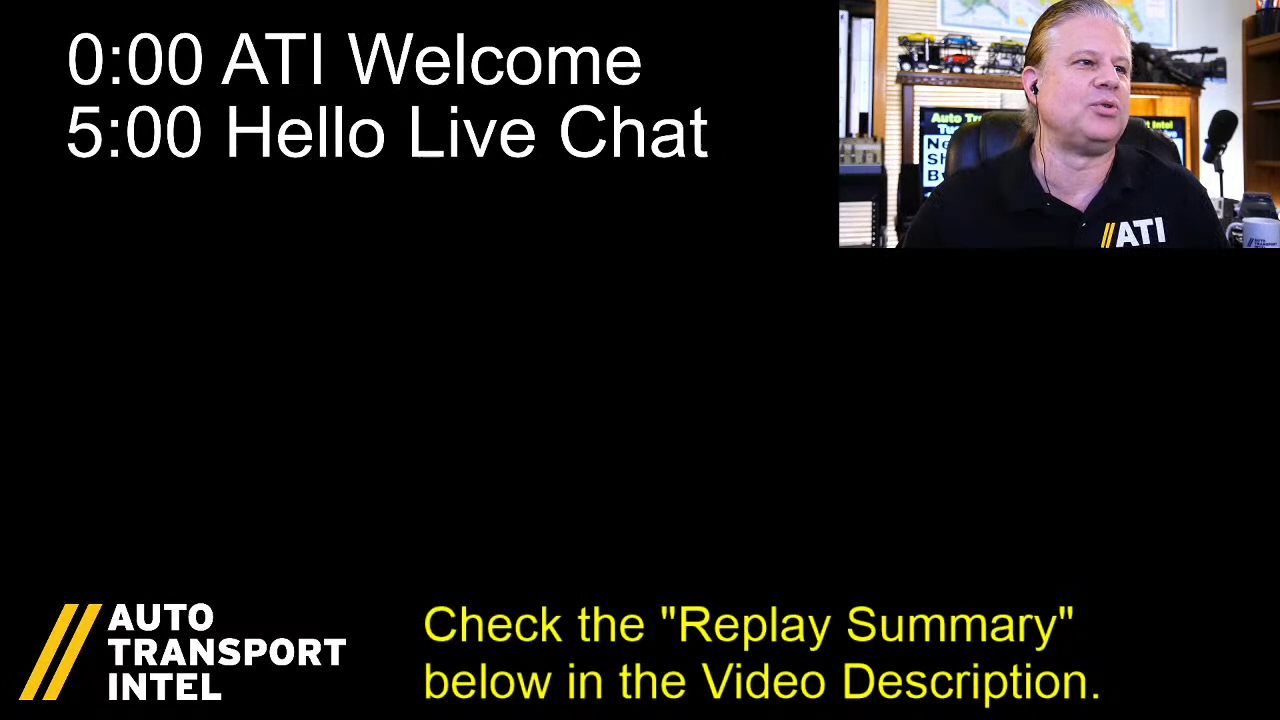 0:00 ATI Welcome
5:00 Hello Live Chat
ATI
AUTO
TRANSPORT
INTEL
Check the "Replay Summary"
below in the Video Description.